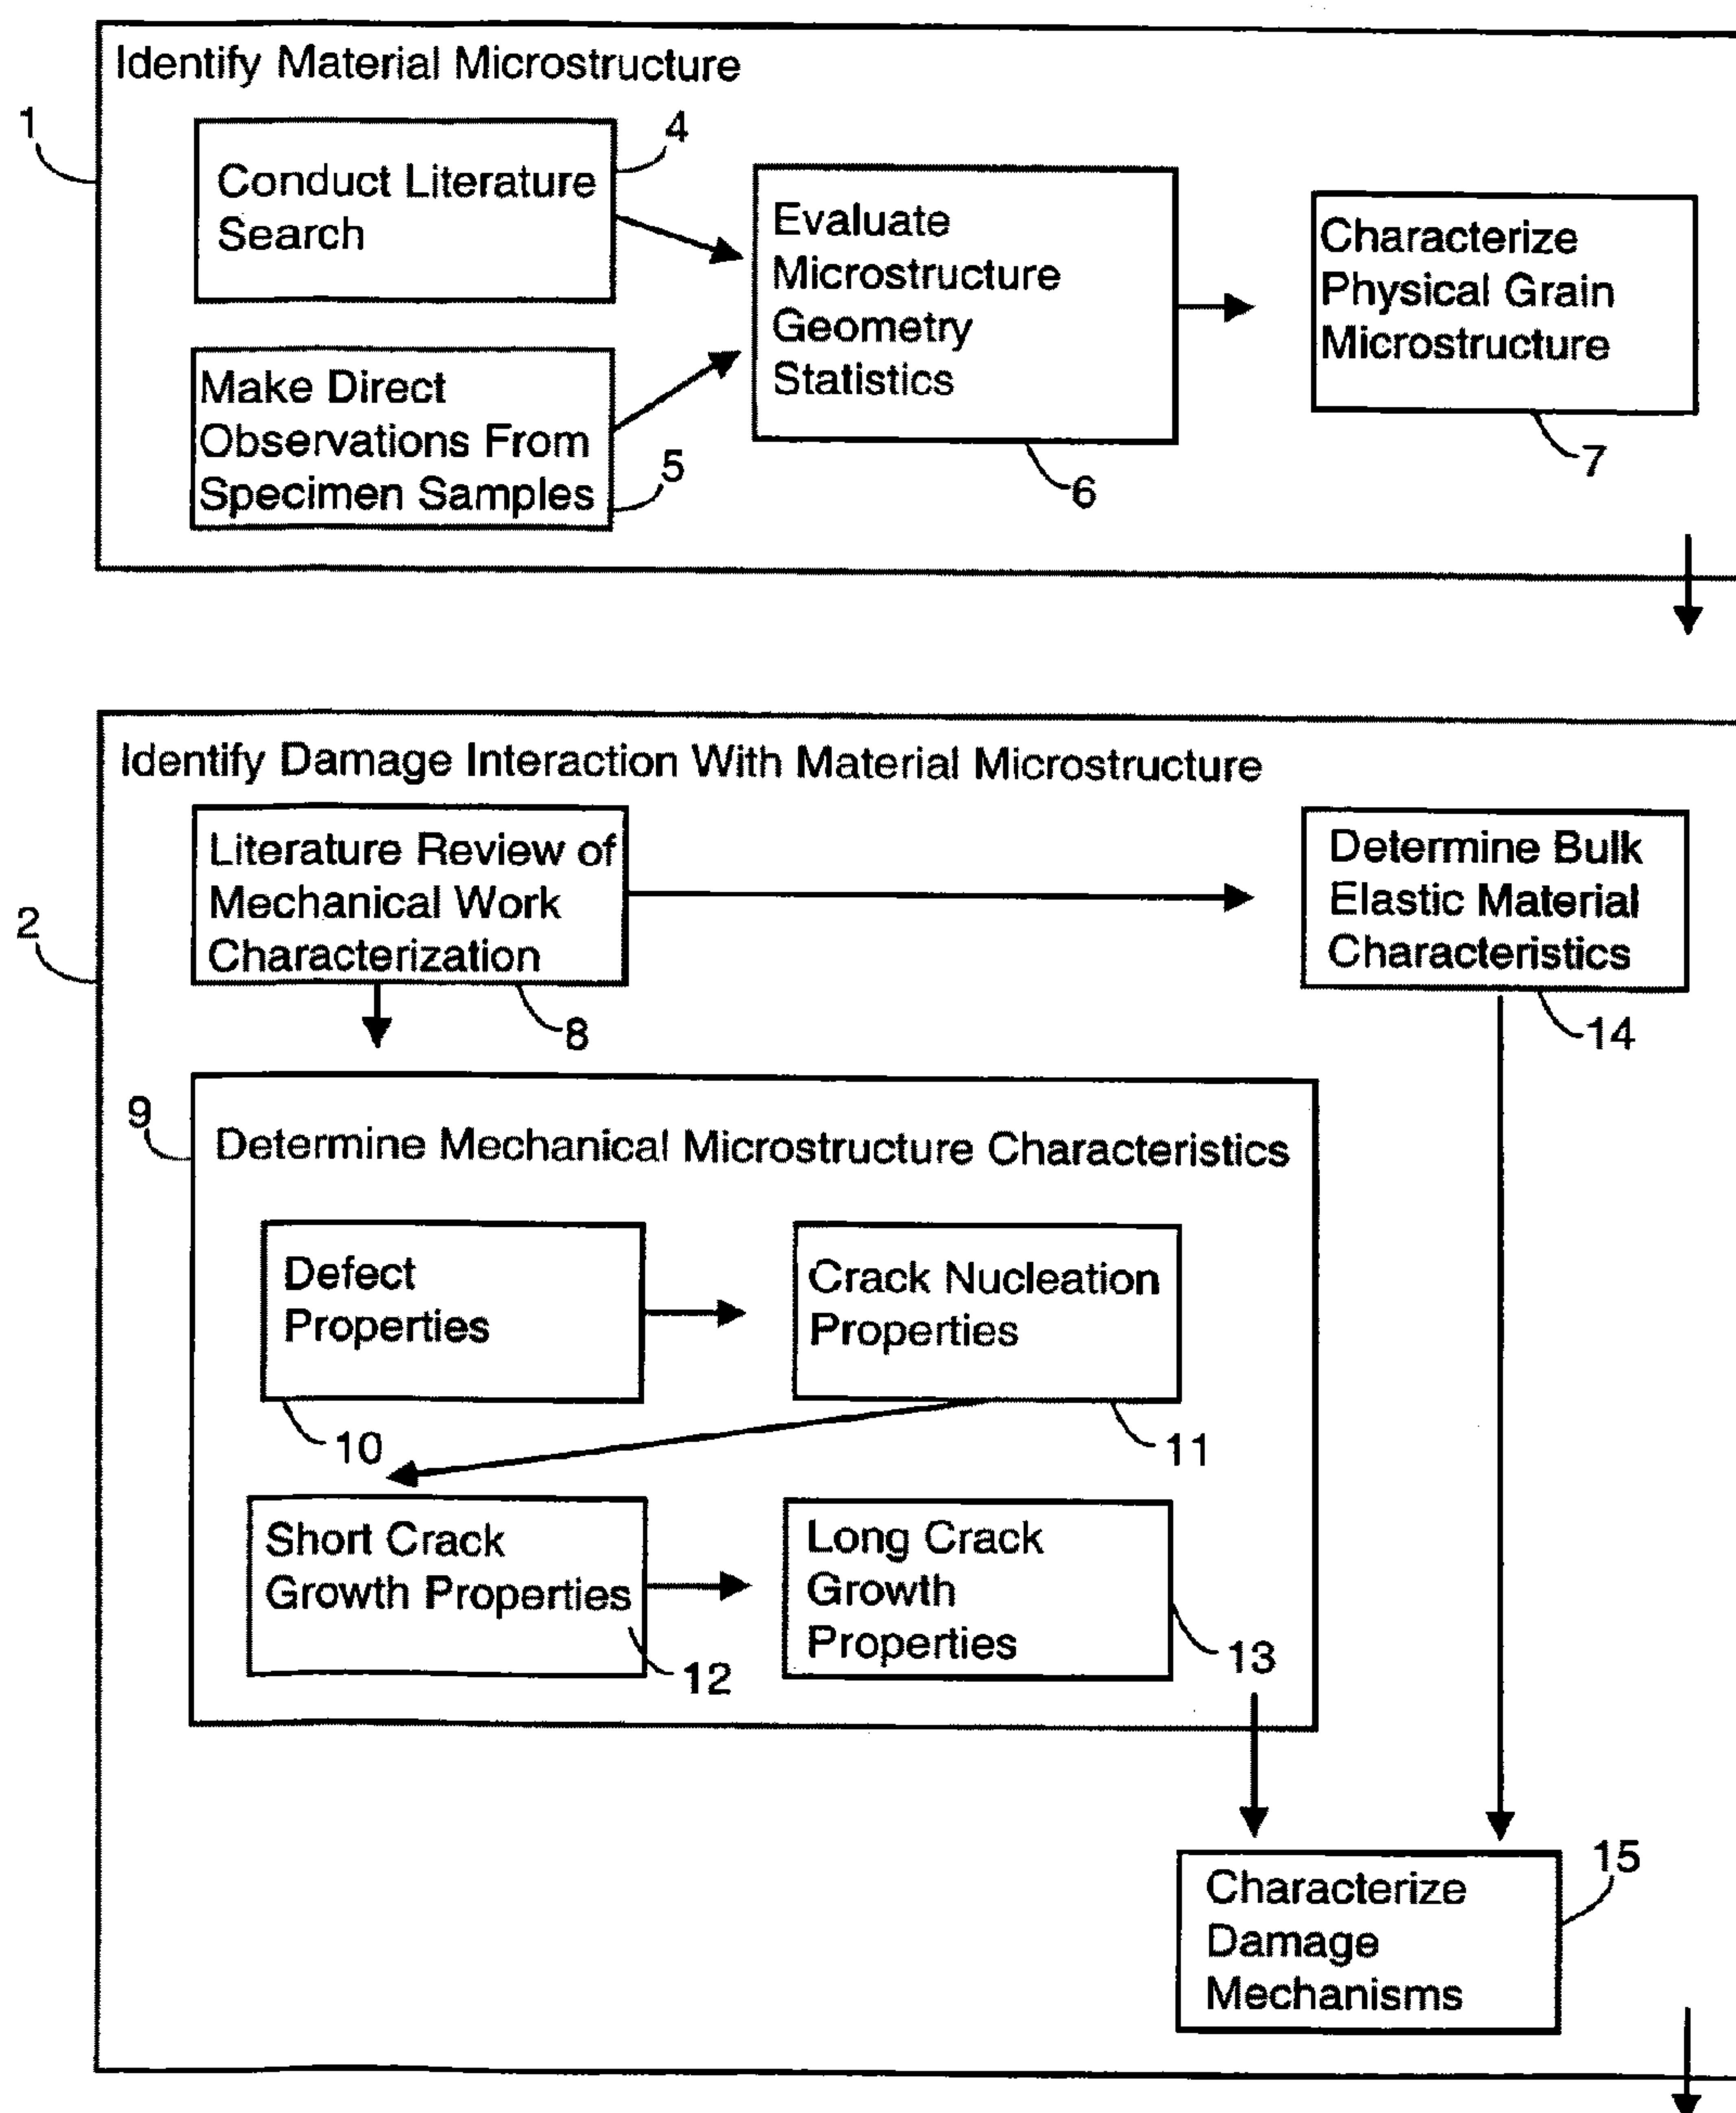 Identify Material Microstructure
1
4
Conduct Literature
Search
Evaluate
Microstructure
Geometry
Statistics
Characterize
Physical Grain
Microstructure
Make Direct
Observations From
Specimen Samples
5
6
7
Identify Damage Interaction With Material Microstructure
2
Literature Review of
Mechanical Work
Characterization
8
Determine Bulk
Elastic Material
Characteristics
14
9
Determine Mechanical Microstructure Characteristics
Defect
Properties
10
Crack Nucleation
Properties
11
Short Crack
Growth Properties
12
Long Crack
Growth
Properties
13
15
Characterize
Damage
Mechanisms